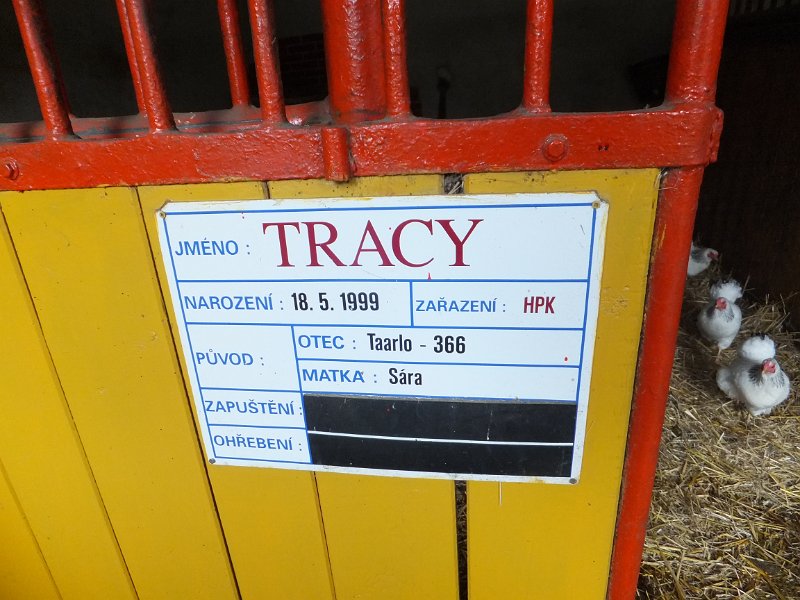 JMÉNO : TRACY
NAROZENÍ : 18. 5. 1999 ZAŘAZENÍ : HPK
PŮVOD : OTEC : Taarlo - 366
MATKA : Sára
ZAPUŠTĚNÍ :
OHŘEBENÍ :